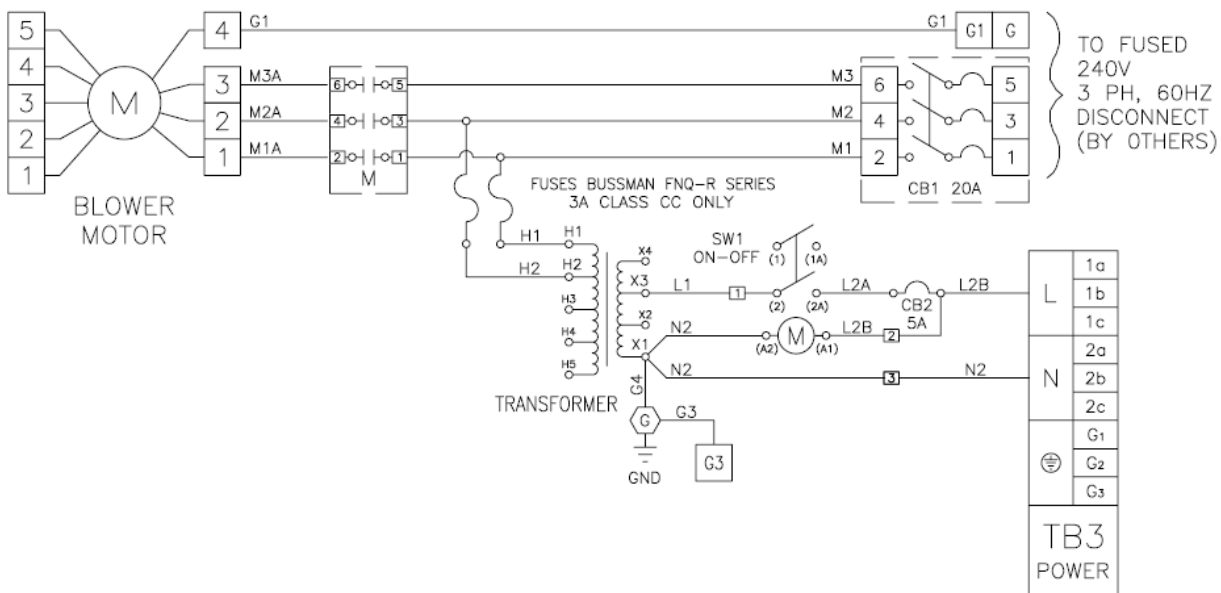 5
4
3
2
1
M
BLOWER
MOTOR
4
3
2
1
G1
M3A
M2A
M1A
6
5
4
3
2
1
M
G1
M3
M2
M1
G1
G
6
5
4
3
2
1
CB1 20A
TO FUSED
240V
3 PH, 60HZ
DISCONNECT
(BY OTHERS)
FUSES BUSSMAN FNQ-R SERIES
3A CLASS CC ONLY
H1
H2
H1
H2
H3
H4
H5
X4
X3
X2
X1
TRANSFORMER
L1
1
SW1
ON-OFF
(1)
(1A)
(2)
(2A)
L2A
CB2
5A
L2B
N2
(A2)
M
(A1)
L2B
2
N2
3
N2
G4
G
G3
G3
GND
L
1a
1b
1c
N
2a
2b
2c
G1
G2
G3
TB3
POWER